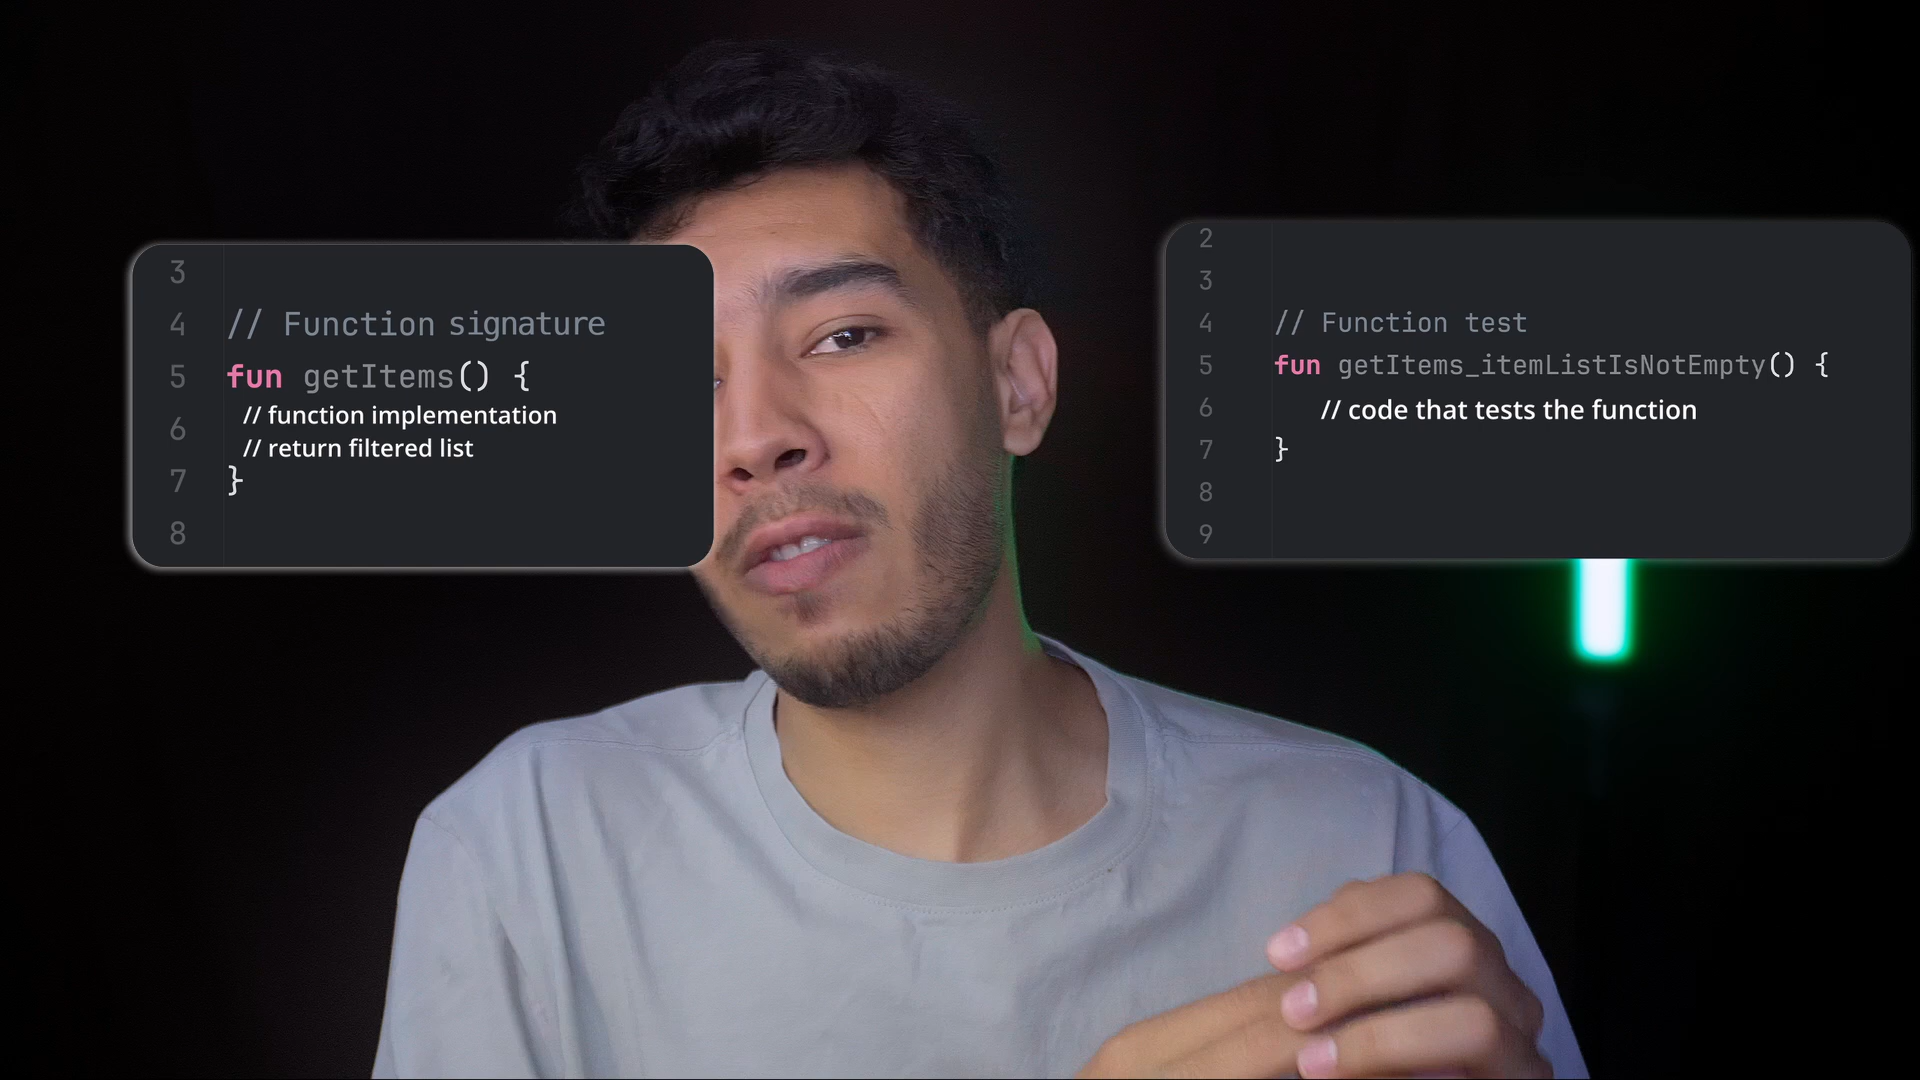 3
4 // Function signature
5 fun getItems() {
6 // function implementation
// return filtered list
7 }
8
2
3
4 // Function test
5 fun getItems_itemListIsNotEmpty() {
6 // code that tests the function
7 }
8
9